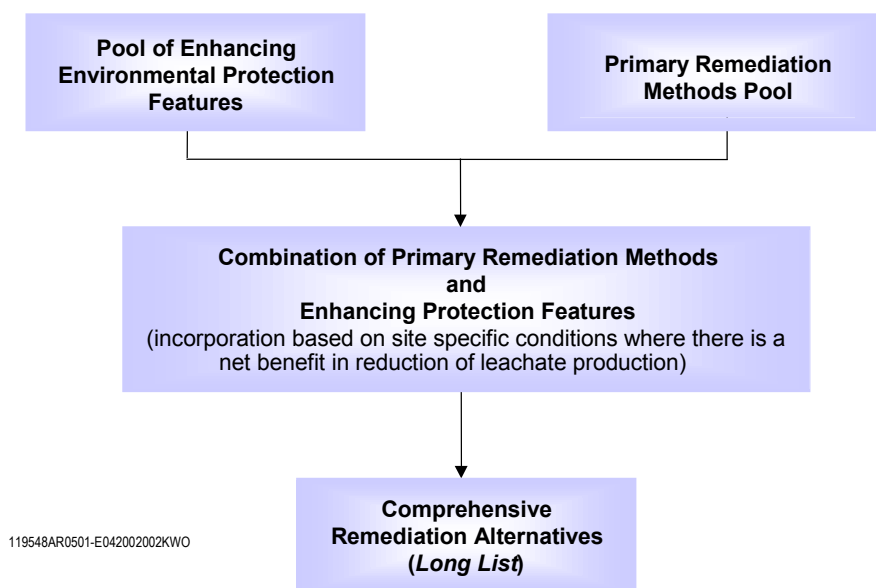 Pool of Enhancing
Environmental Protection
Features
Primary Remediation
Methods Pool
Combination of Primary Remediation Methods
and
Enhancing Protection Features
(incorporation based on site specific conditions where there is a
net benefit in reduction of leachate production)
Comprehensive
Remediation Alternatives
(Long List)
119548AR0501-E042002002KWO